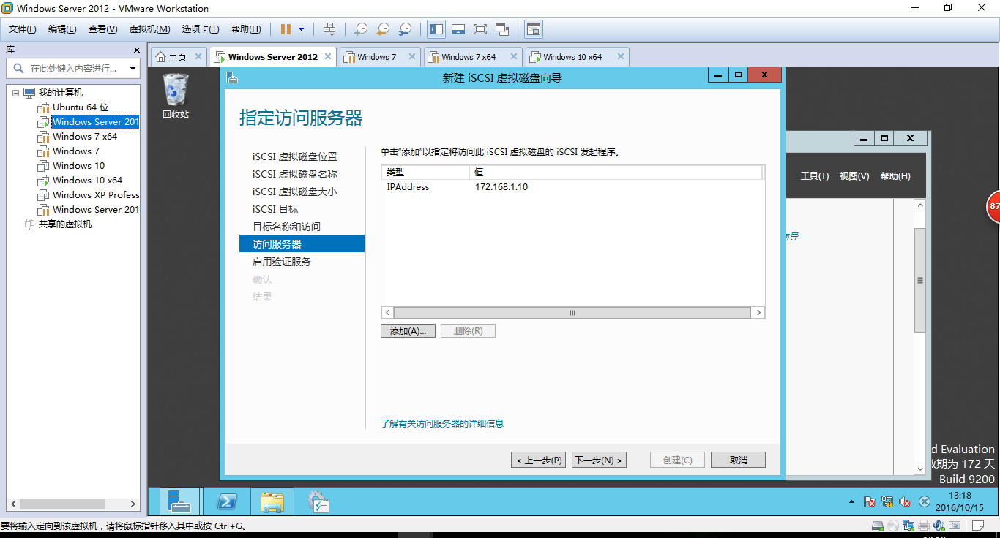 Windows Server 2012 - VMware Workstation
文件(F) 编辑(E) 查看(V) 虚拟机(M) 选项卡(T) 帮助(H)
库
在此处键入内容进行...
我的计算机
Ubuntu 64 位
Windows Server 201
Windows 7 x64
Windows 7
Windows 10
Windows 10 x64
Windows XP Profess
Windows Server 201
共享的虚拟机
主页 Windows Server 2012 Windows 7 Windows 7 x64 Windows 10 x64
回收站
新建 iSCSI 虚拟磁盘向导
指定访问服务器
iSCSI 虚拟磁盘位置
iSCSI 虚拟磁盘名称
iSCSI 虚拟磁盘大小
iSCSI 目标
目标名称和访问
访问服务器
启用验证服务
确认
结果
单击"添加"以指定将访问此 iSCSI 虚拟磁盘的 iSCSI 发起程序。
类型 值
IPAddress 172.168.1.10
添加(A)... 删除(R)
了解有关访问服务器的详细信息
< 上一步(P) 下一步(N) > 创建(C) 取消
工具(T) 视图(V) 帮助(H)
向导
87
d Evaluation
效期为 172 天
Build 9200
13:18
2016/10/15
要将输入定向到该虚拟机，请将鼠标指针移入其中或按 Ctrl+G。